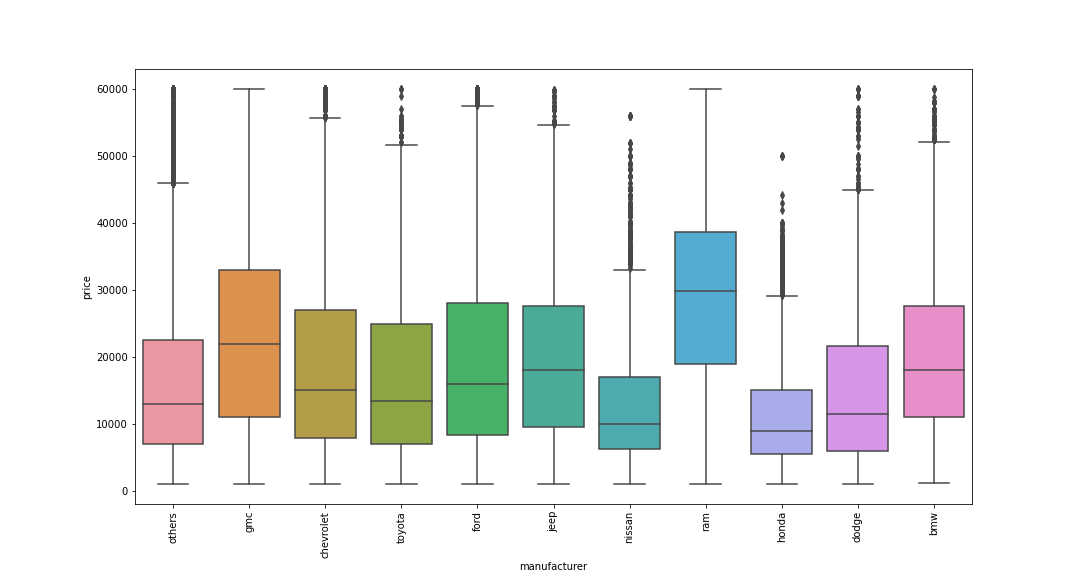 60000
50000
40000
30000
20000
10000
0
price
others
gmc
chevrolet
toyota
ford
jeep
nissan
ram
honda
dodge
bmw
manufacturer